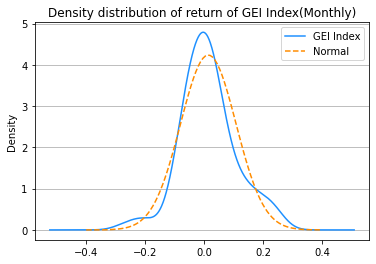 Density distribution of return of GEI Index(Monthly)
GEI Index
Normal
Density
5
4
3
2
1
0
−0.4 −0.2 0.0 0.2 0.4